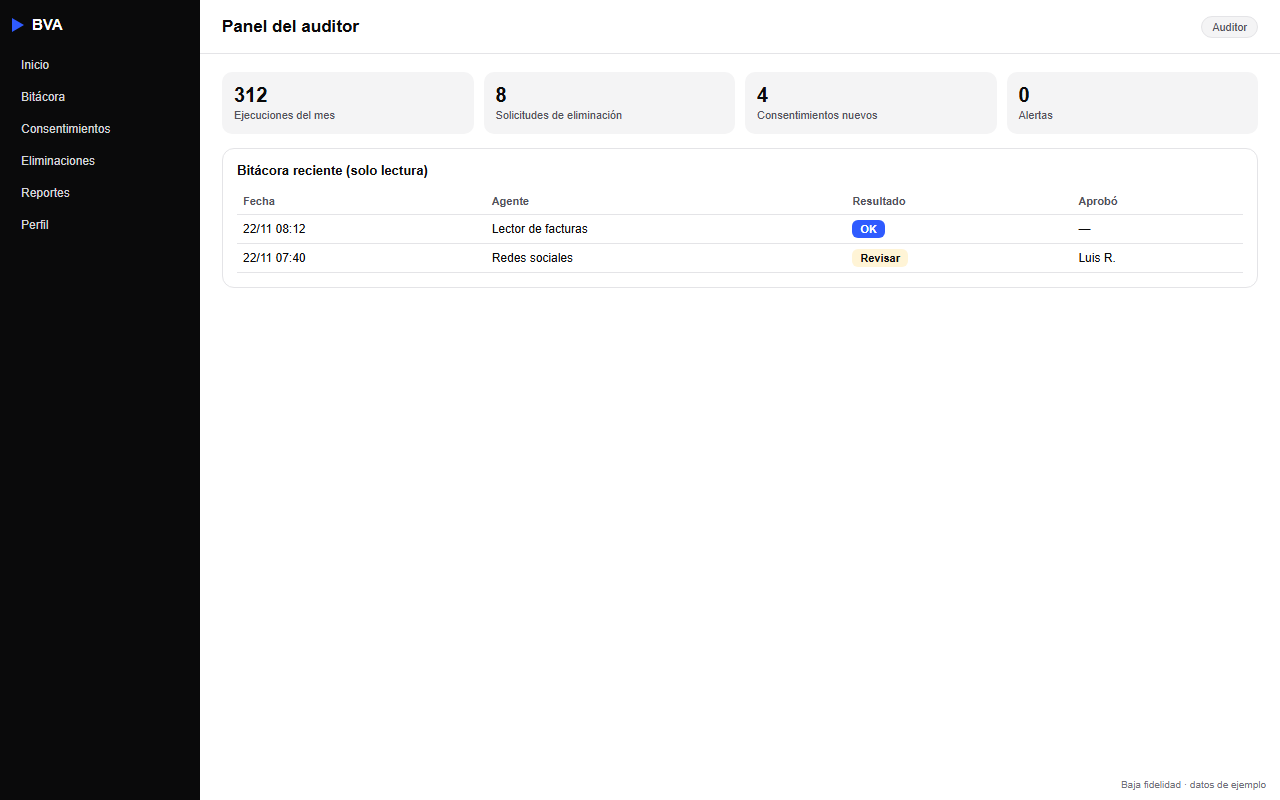 BVA
Inicio
Bitácora
Consentimientos
Eliminaciones
Reportes
Perfil
Panel del auditor
Auditor
312
Ejecuciones del mes
8
Solicitudes de eliminación
4
Consentimientos nuevos
0
Alertas
Bitácora reciente (solo lectura)
Fecha Agente Resultado Aprobó
22/11 08:12 Lector de facturas OK —
22/11 07:40 Redes sociales Revisar Luis R.
Baja fidelidad · datos de ejemplo